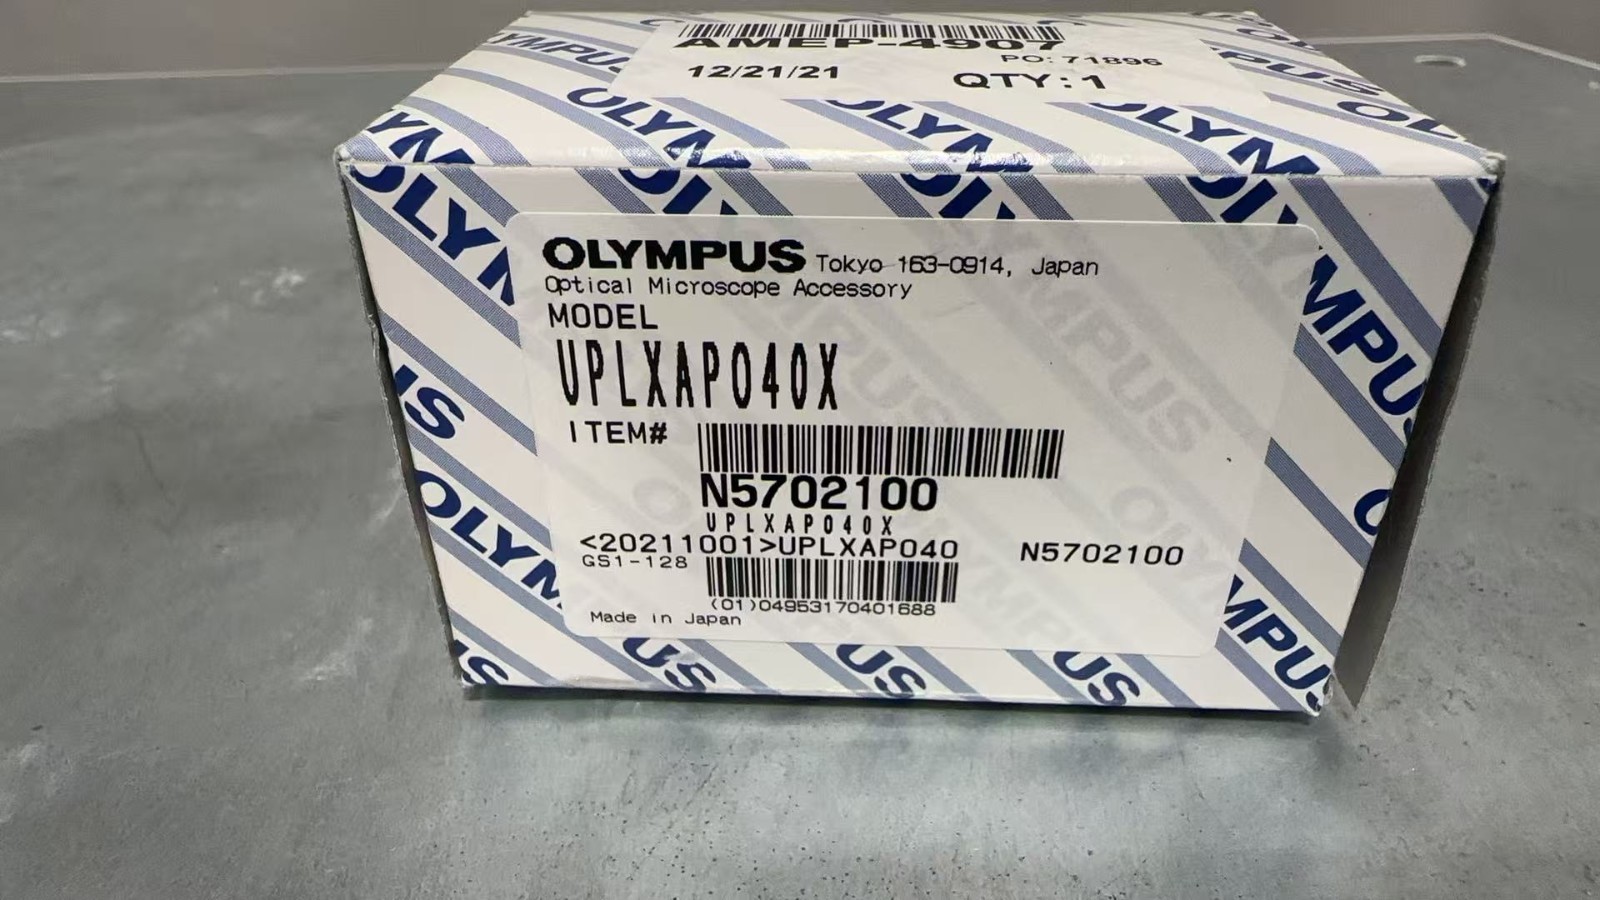 AMEP-4907
PO: 71896
12/21/21
QTY:1
OLYMPUS Tokyo 163-0914, Japan
Optical Microscope Accessory
MODEL
UPLXAPO40X
ITEM#
N5702100
UPLXAPO40X
<20211001>UPLXAPO40 N5702100
GS1-128
(01)04953170401688
Made in Japan
OLYMPUS